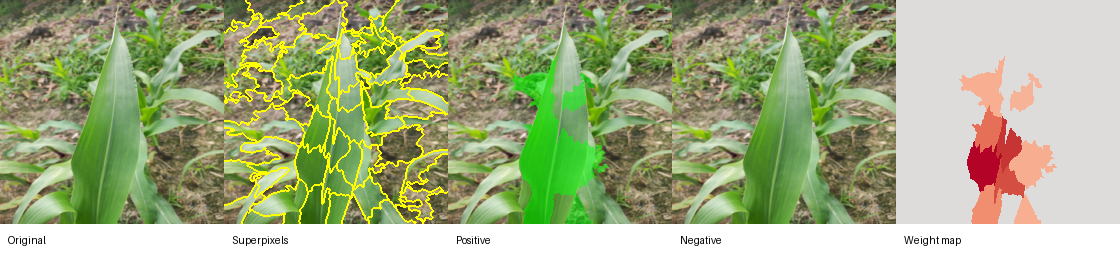 Original
Superpixels
Positive
Negative
Weight map